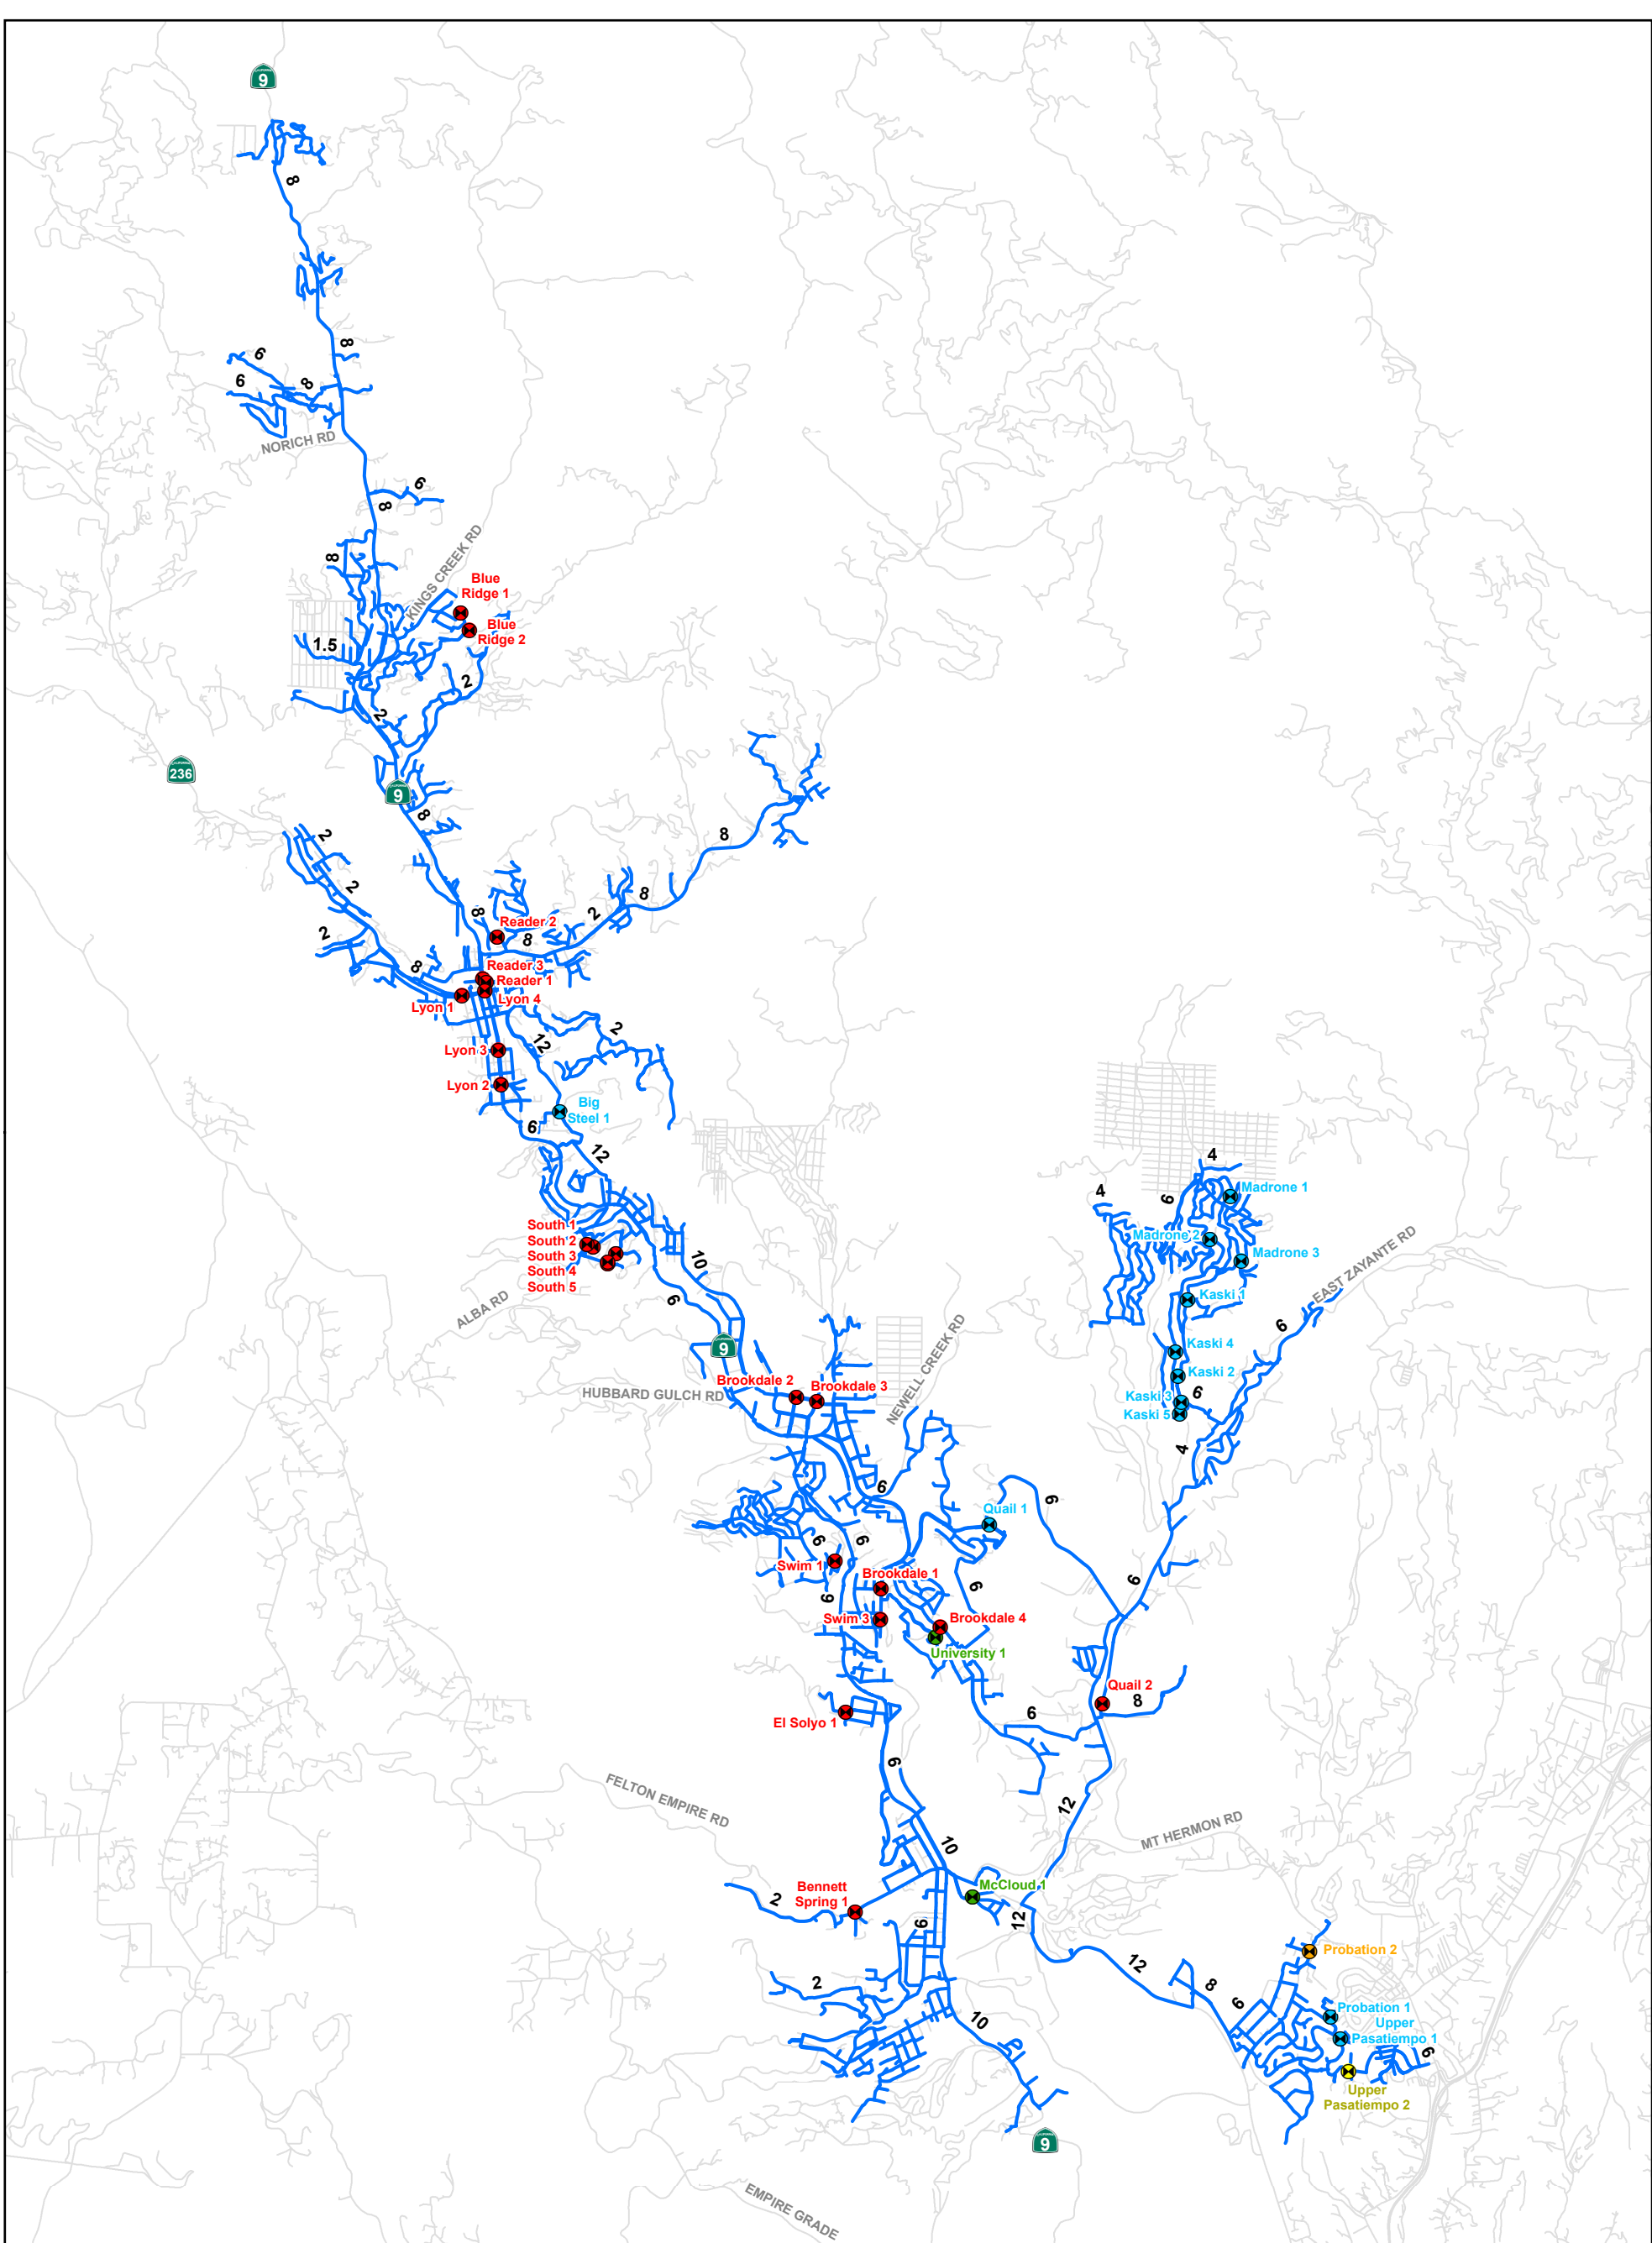 CALIFORNIA
9
8
8
6
6
8
NORICH RD
6
8
8
KINGS CREEK RD
Blue
Ridge 1
Blue
Ridge 2
1.5
2
2
CALIFORNIA
236
CALIFORNIA
9
8
8
2
2
8
2
8
Reader 2
8
2
8
Reader 3
Reader 1
Lyon 4
Lyon 1
2
12
Lyon 3
Lyon 2
Big
Steel 1
6
12
4
4
6
Madrone 1
Madrone 2
Madrone 3
South 1
South 2
South 3
South 4
South 5
10
6
ALBA RD
EAST ZAYANTE RD
Kaski 1
6
CALIFORNIA
9
Kaski 4
Kaski 2
Kaski 3
6
Kaski 5
HUBBARD GULCH RD
Brookdale 2
Brookdale 3
NEWELL CREEK RD
4
6
6
Quail 1
6
6
Swim 1
Brookdale 1
6
6
6
Swim 3
Brookdale 4
University 1
Quail 2
8
6
El Solyo 1
6
FELTON EMPIRE RD
12
MT HERMON RD
10
Bennett
Spring 1
2
McCloud 1
6
12
12
Probation 2
2
8
6
10
Probation 1
Upper
Pasatiempo 1
6
Upper
Pasatiempo 2
CALIFORNIA
9
EMPIRE GRADE